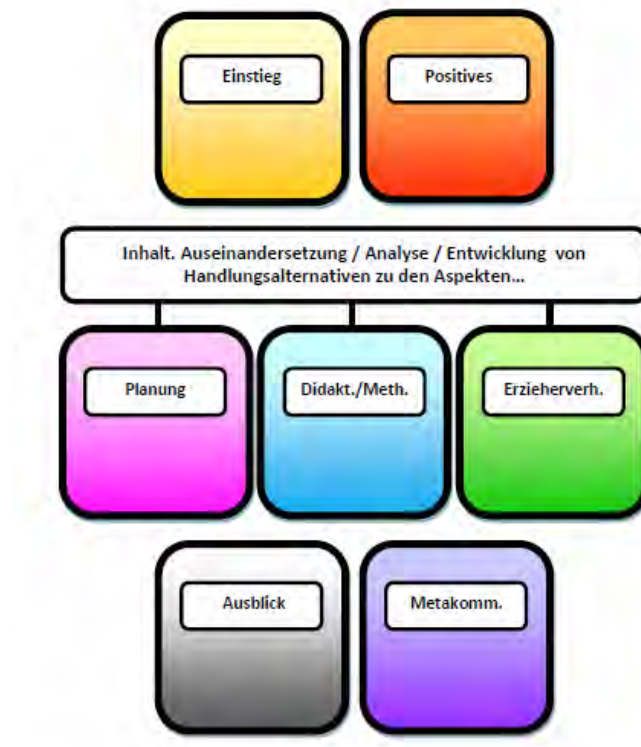 Einstieg
Positives
Inhalt. Auseinandersetzung / Analyse / Entwicklung von
Handlungsalternativen zu den Aspekten...
Planung
Didakt./Meth.
Erzieherverh.
Ausblick
Metakomm.